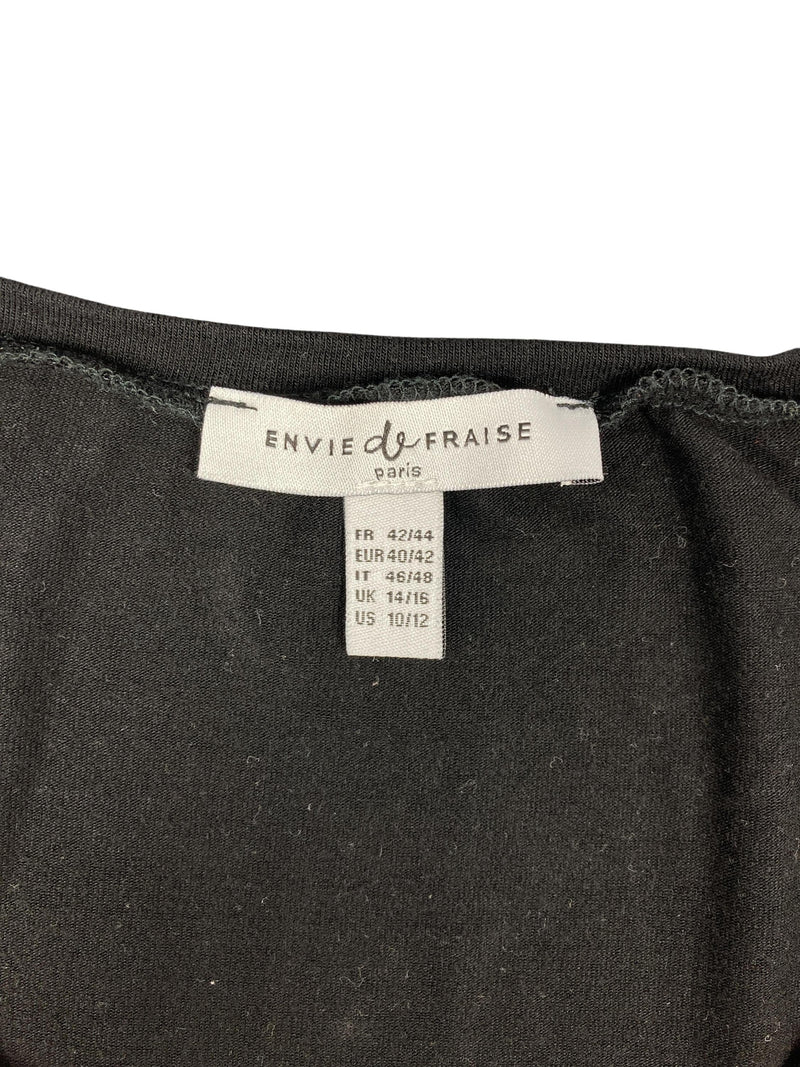 ENVIE de FRAISE
paris
FR 42/44
EUR 40/42
IT 46/48
UK 14/16
US 10/12